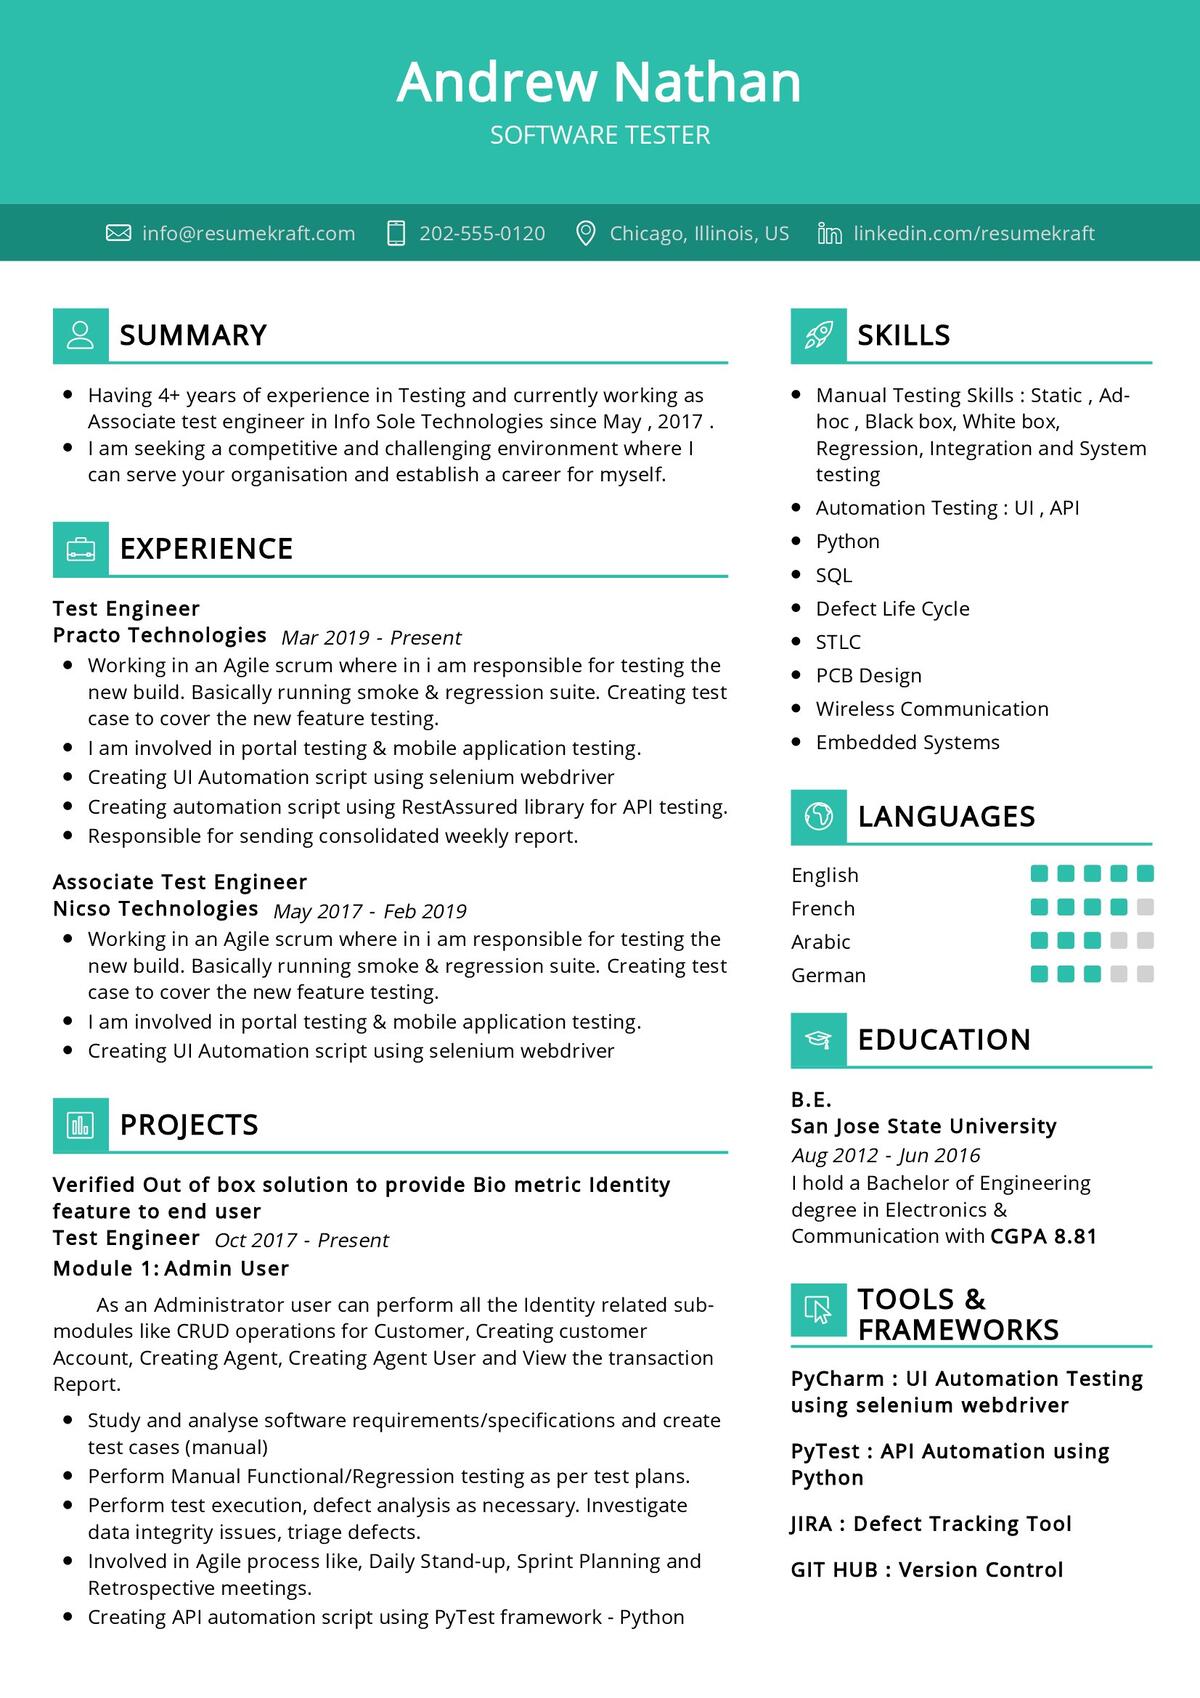 Andrew Nathan
SOFTWARE TESTER
info@resumekraft.com 202-555-0120 Chicago, Illinois, US linkedin.com/resumekraft
SUMMARY
Having 4+ years of experience in Testing and currently working as
Associate test engineer in Info Sole Technologies since May , 2017 .
I am seeking a competitive and challenging environment where I
can serve your organisation and establish a career for myself.
EXPERIENCE
Test Engineer
Practo Technologies Mar 2019 - Present
Working in an Agile scrum where in i am responsible for testing the
new build. Basically running smoke & regression suite. Creating test
case to cover the new feature testing.
I am involved in portal testing & mobile application testing.
Creating UI Automation script using selenium webdriver
Creating automation script using RestAssured library for API testing.
Responsible for sending consolidated weekly report.
Associate Test Engineer
Nicso Technologies May 2017 - Feb 2019
Working in an Agile scrum where in i am responsible for testing the
new build. Basically running smoke & regression suite. Creating test
case to cover the new feature testing.
I am involved in portal testing & mobile application testing.
Creating UI Automation script using selenium webdriver
PROJECTS
Verified Out of box solution to provide Bio metric Identity
feature to end user
Test Engineer Oct 2017 - Present
Module 1: Admin User
As an Administrator user can perform all the Identity related sub-
modules like CRUD operations for Customer, Creating customer
Account, Creating Agent, Creating Agent User and View the transaction
Report.
Study and analyse software requirements/specifications and create
test cases (manual)
Perform Manual Functional/Regression testing as per test plans.
Perform test execution, defect analysis as necessary. Investigate
data integrity issues, triage defects.
Involved in Agile process like, Daily Stand-up, Sprint Planning and
Retrospective meetings.
Creating API automation script using PyTest framework - Python
SKILLS
Manual Testing Skills : Static , Ad-
hoc , Black box, White box,
Regression, Integration and System
testing
Automation Testing : UI , API
Python
SQL
Defect Life Cycle
STLC
PCB Design
Wireless Communication
Embedded Systems
LANGUAGES
English
French
Arabic
German
EDUCATION
B.E.
San Jose State University
Aug 2012 - Jun 2016
I hold a Bachelor of Engineering
degree in Electronics &
Communication with CGPA 8.81
TOOLS &
FRAMEWORKS
PyCharm : UI Automation Testing
using selenium webdriver
PyTest : API Automation using
Python
JIRA : Defect Tracking Tool
GIT HUB : Version Control